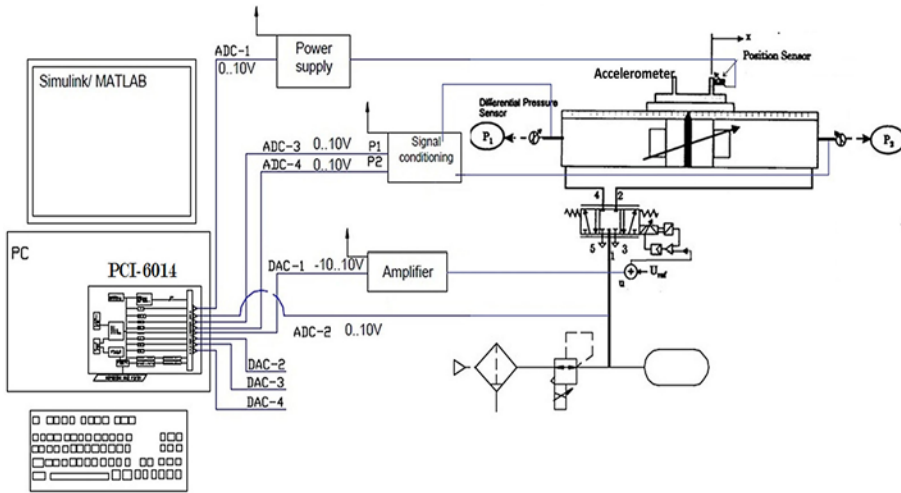 Simulink/ MATLAB
ADC-1
0..10V
Power
supply
x
Position Sensor
Accelerometer
Differential Pressure
Sensor
P1
P2
ADC-3 0..10V P1
ADC-4 0..10V P2
Signal
conditioning
4 2
5 3
1
PC
PCI-6014
DAC-1 -10..10V
Amplifier
u
Uref
ADC-2 0..10V
DAC-2
DAC-3
DAC-4